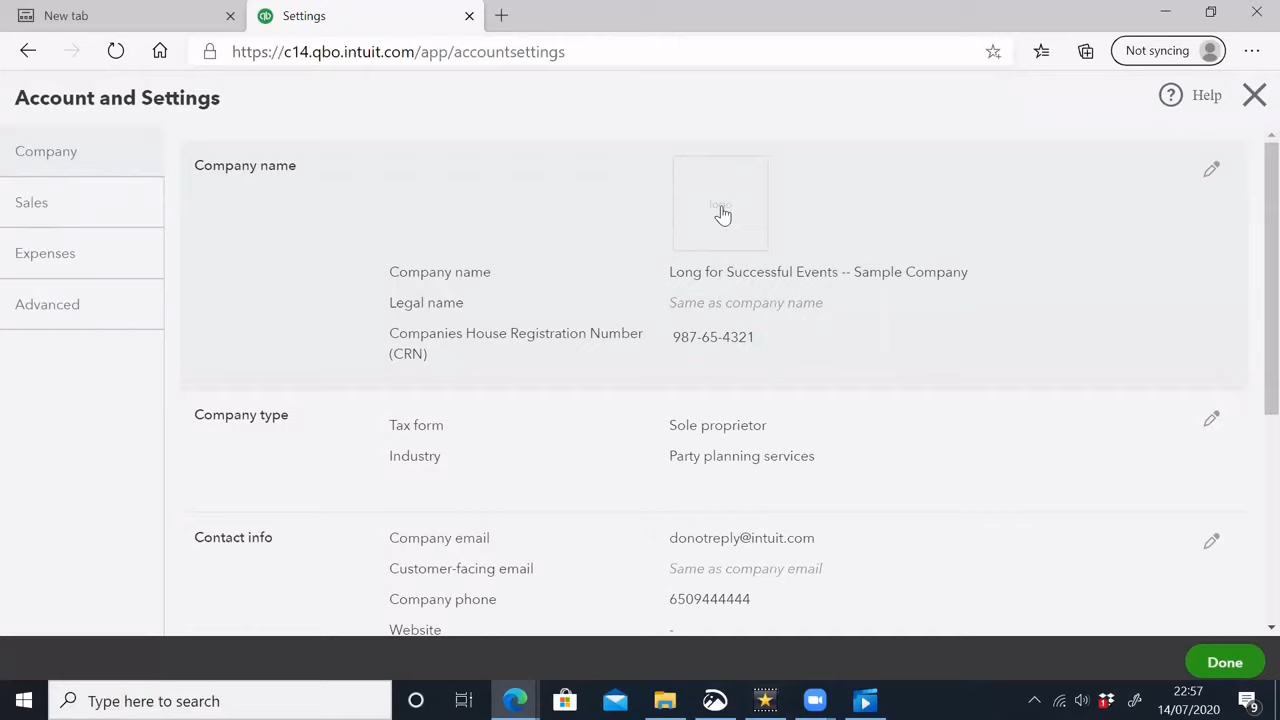 New tab
Settings
https://c14.qbo.intuit.com/app/accountsettings
Not syncing
Account and Settings
? Help
Company
Sales
Expenses
Advanced
Company name
logo
Company name Long for Successful Events -- Sample Company
Legal name Same as company name
Companies House Registration Number (CRN) 987-65-4321
Company type
Tax form Sole proprietor
Industry Party planning services
Contact info
Company email donotreply@intuit.com
Customer-facing email Same as company email
Company phone 6509444444
Website -
Done
Type here to search
22:57
14/07/2020
9